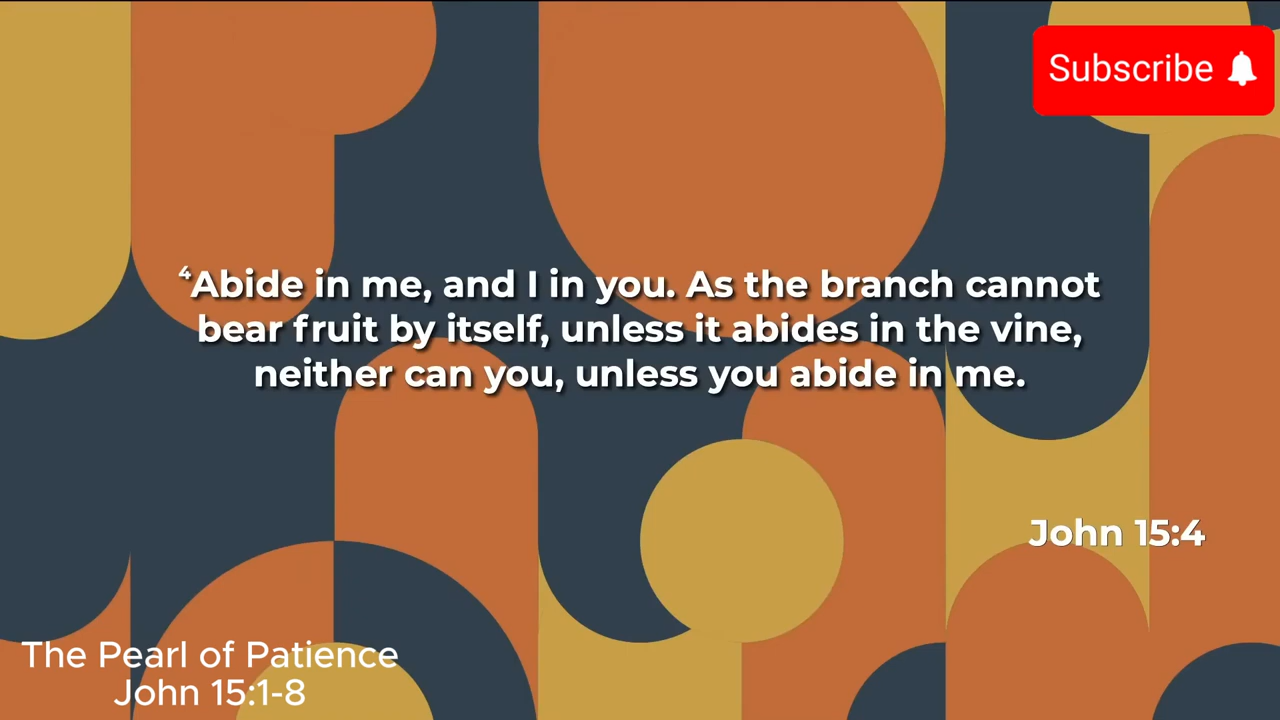 Subscribe
⁴Abide in me, and I in you. As the branch cannot
bear fruit by itself, unless it abides in the vine,
neither can you, unless you abide in me.
John 15:4
The Pearl of Patience
John 15:1-8